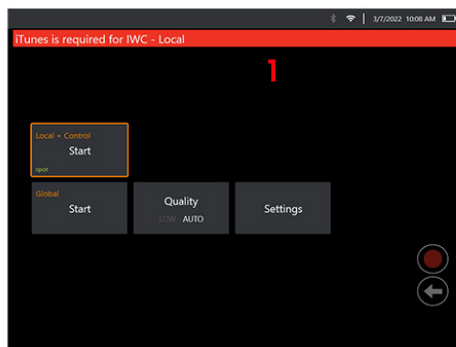 3/7/2022 10:08 AM
iTunes is required for IWC - Local
1
Local + Control
Start
spot
Global
Start
Quality
LOW AUTO
Settings